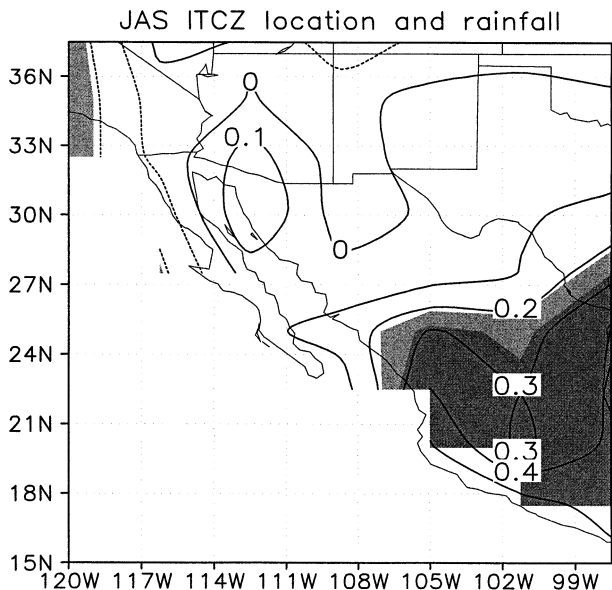 JAS ITCZ location and rainfall
36N
0
33N
0.1
30N
0
27N
0.2
24N
0.3
21N
0.3
0.4
18N
15N
120W 117W 114W 111W 108W 105W 102W 99W